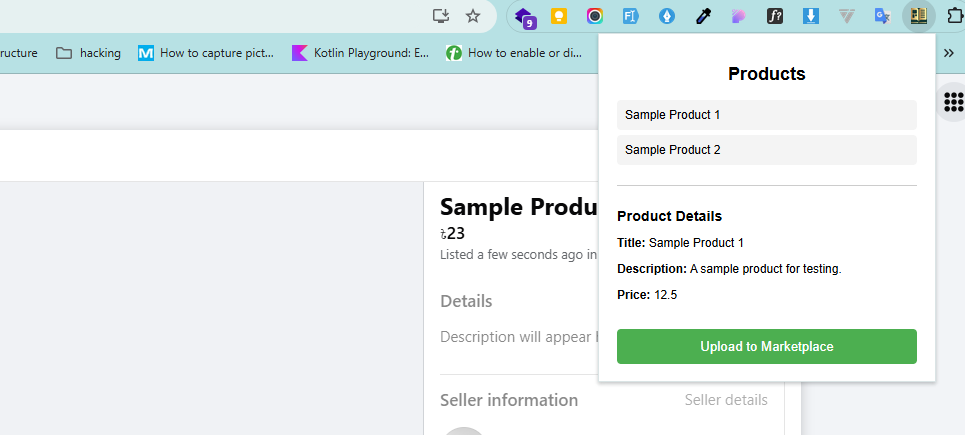 9
ructure hacking How to capture pict... Kotlin Playground: E... How to enable or di... »
Products
Sample Product 1
Sample Product 2
Product Details
Title: Sample Product 1
Description: A sample product for testing.
Price: 12.5
Upload to Marketplace
Sample Produ
৳23
Listed a few seconds ago in
Details
Description will appear
Seller information Seller details